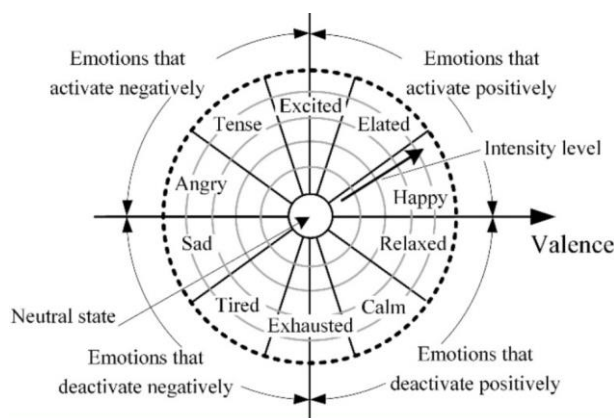 Emotions that
activate negatively
Emotions that
activate positively
Excited
Tense
Elated
Intensity level
Angry
Happy
Sad
Relaxed
Valence
Tired
Calm
Neutral state
Exhausted
Emotions that
deactivate negatively
Emotions that
deactivate positively